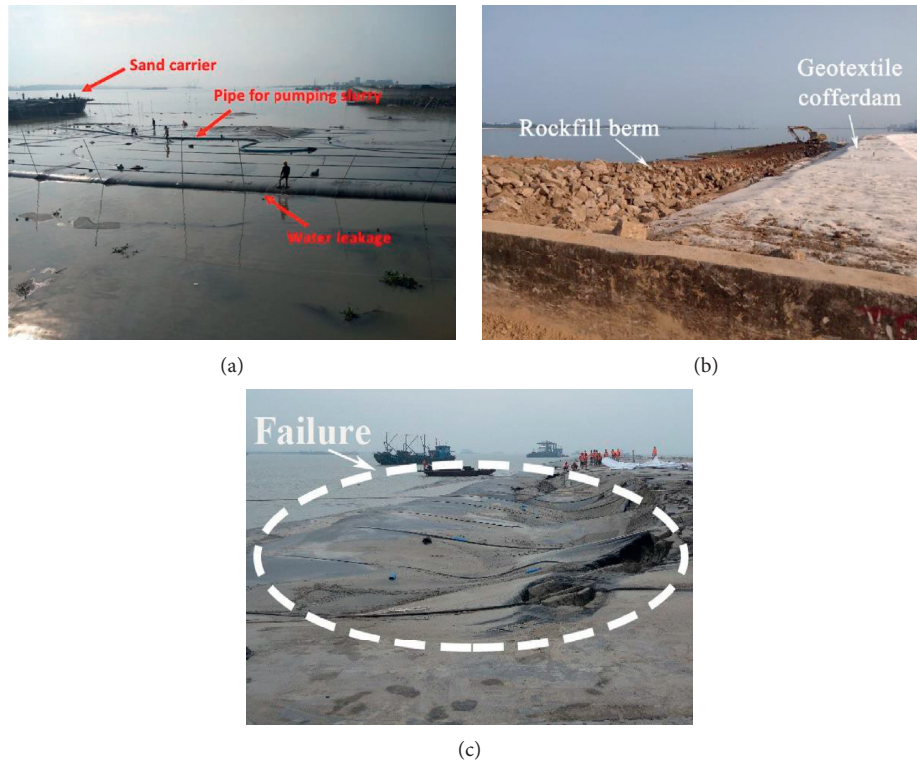 Sand carrier
Pipe for pumping slurry
Water leakage
(a)
Geotextile
cofferdam
Rockfill berm
(b)
Failure
(c)